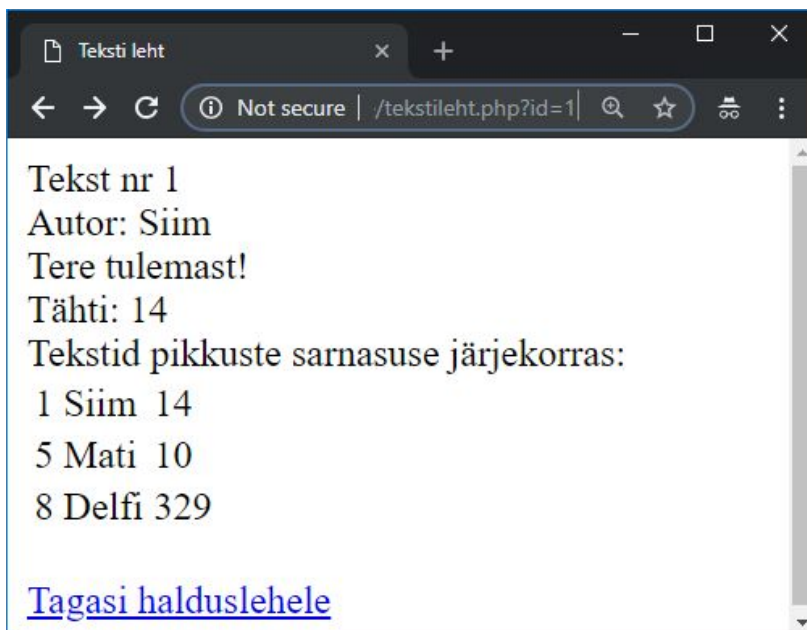 Teksti leht
Not secure | /tekstileht.php?id=1
Tekst nr 1
Autor: Siim
Tere tulemast!
Tähti: 14
Tekstid pikkuste sarnasuse järjekorras:
1 Siim 14
5 Mati 10
8 Delfi 329
Tagasi halduslehele